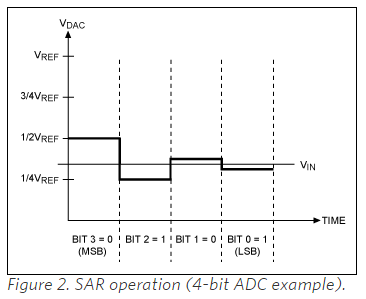 VDAC
VREF
3/4VREF
1/2VREF
VIN
1/4VREF
TIME
BIT 3 = 0 BIT 2 = 1 BIT 1 = 0 BIT 0 = 1
(MSB) (LSB)
Figure 2. SAR operation (4-bit ADC example).